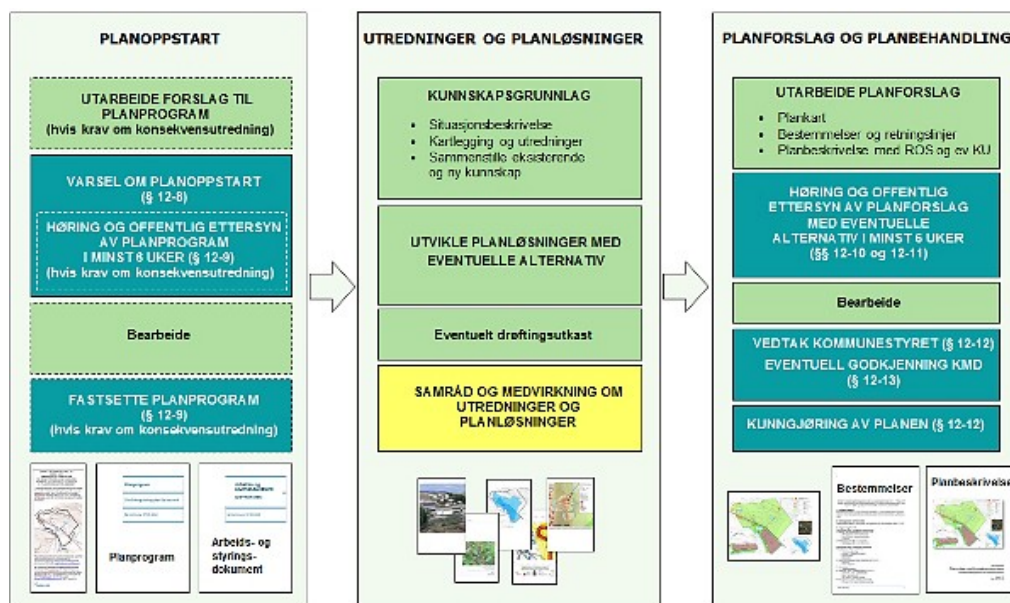 PLANOPPSTART
UTARBEIDE FORSLAG TIL
PLANPROGRAM
(hvis krav om konsekvensutredning)
VARSEL OM PLANOPPSTART
(§ 12-8)
HØRING OG OFFENTLIG ETTERSYN
AV PLANPROGRAM
I MINST 6 UKER (§ 12-9)
(hvis krav om konsekvensutredning)
Bearbeide
FASTSETTE PLANPROGRAM
(§ 12-9)
(hvis krav om konsekvensutredning)
Planprogram
Arbeids- og
styrings-
dokument
UTREDNINGER OG PLANLØSNINGER
KUNNSKAPSGRUNNLAG
• Situasjonsbeskrivelse
• Kartlegging og utredninger
• Sammenstille eksisterende
og ny kunnskap
UTVIKLE PLANLØSNINGER MED
EVENTUELLE ALTERNATIV
Eventuelt drøftingsutkast
SAMRÅD OG MEDVIRKNING OM
UTREDNINGER OG
PLANLØSNINGER
PLANFORSLAG OG PLANBEHANDLING
UTARBEIDE PLANFORSLAG
• Plankart
• Bestemmelser og retningslinjer
• Planbeskrivelse med ROS og ev KU
HØRING OG OFFENTLIG
ETTERSYN AV PLANFORSLAG
MED EVENTUELLE
ALTERNATIV I MINST 6 UKER
(§§ 12-10 og 12-11)
Bearbeide
VEDTAK KOMMUNESTYRET (§ 12-12)
EVENTUELL GODKJENNING KMD
(§ 12-13)
KUNNGJØRING AV PLANEN (§ 12-12)
Bestemmelser
Planbeskrivelse